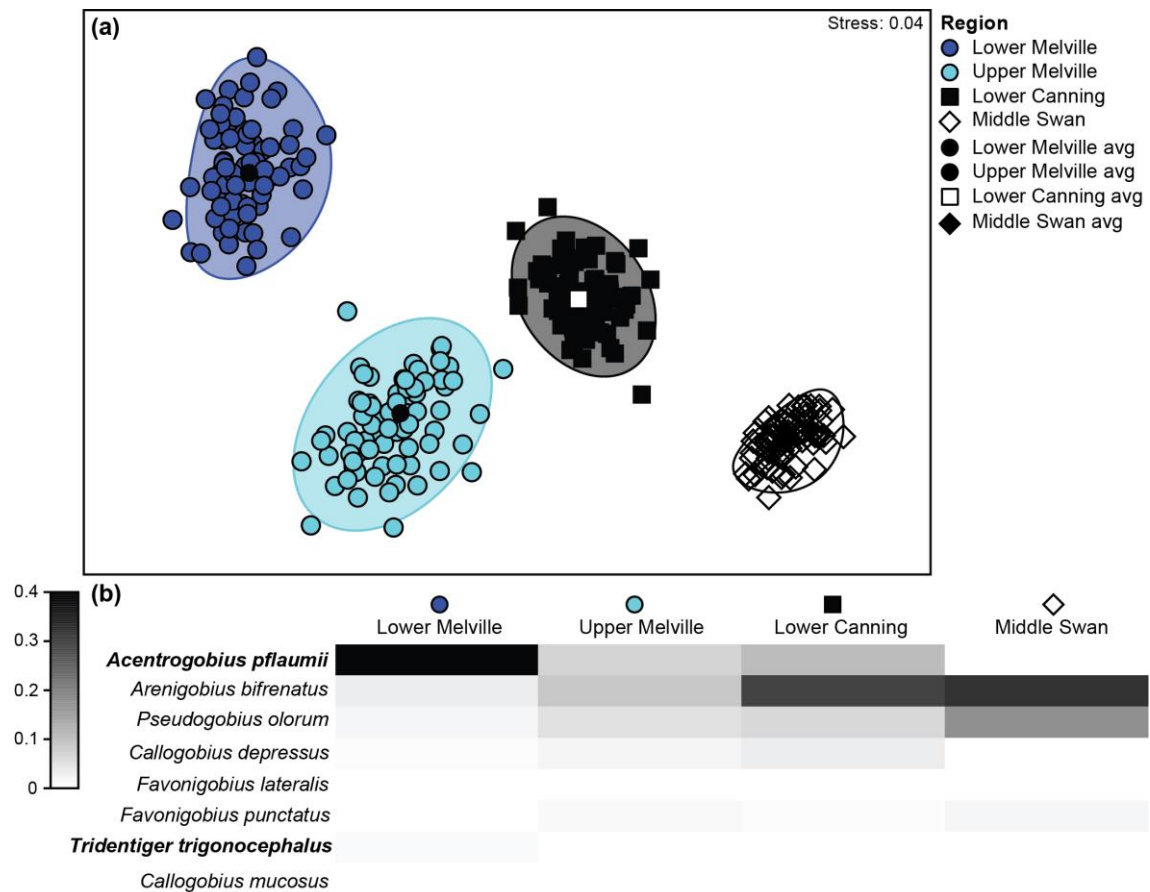 (a)
Stress: 0.04
Region
Lower Melville
Upper Melville
Lower Canning
Middle Swan
Lower Melville avg
Upper Melville avg
Lower Canning avg
Middle Swan avg
(b)
0.4
0.3
0.2
0.1
0
Lower Melville
Upper Melville
Lower Canning
Middle Swan
Acentrogobius pflaumii
Arenigobius bifrenatus
Pseudogobius olorum
Callogobius depressus
Favonigobius lateralis
Favonigobius punctatus
Tridentiger trigonocephalus
Callogobius mucosus